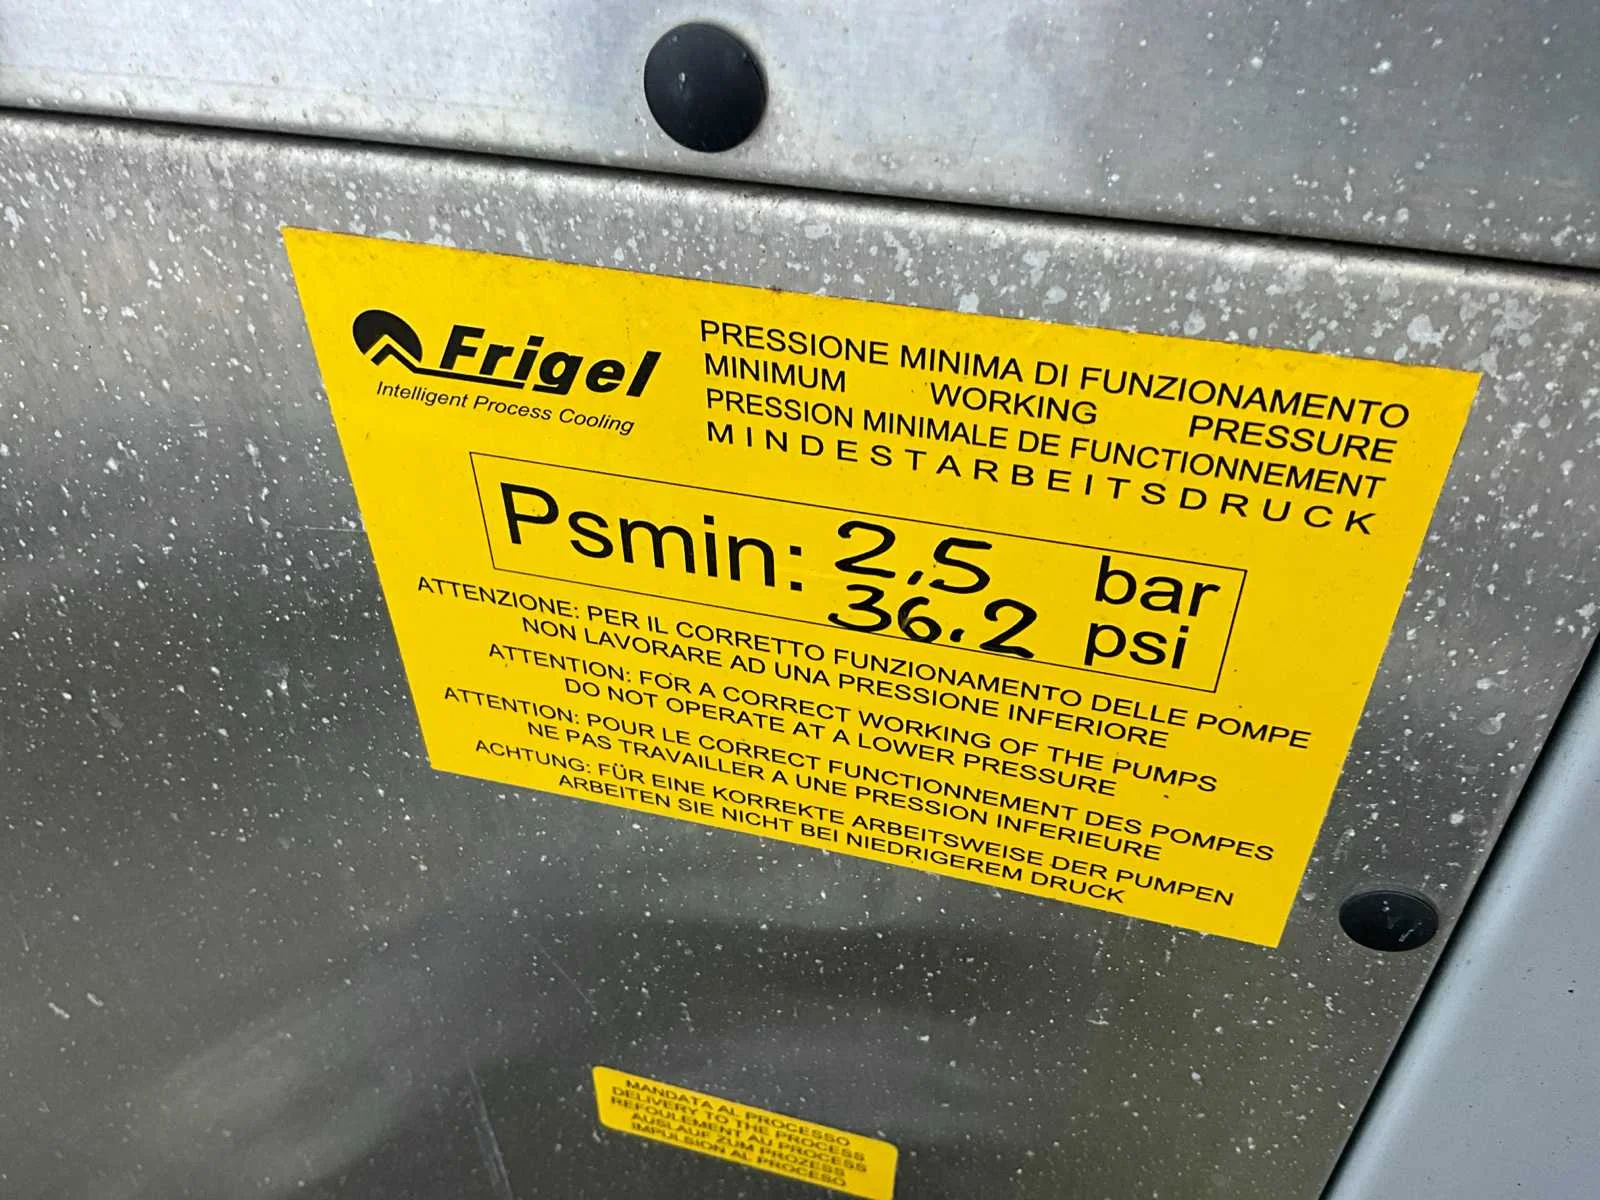 Frigel
Intelligent Process Cooling
PRESSIONE MINIMA DI FUNZIONAMENTO
MINIMUM WORKING PRESSURE
PRESSION MINIMALE DE FUNCTIONNEMENT
MINDESTARBEITSDRUCK
Psmin: 2,5 bar
36.2 psi
ATTENZIONE: PER IL CORRETTO FUNZIONAMENTO DELLE POMPE
NON LAVORARE AD UNA PRESSIONE INFERIORE
ATTENTION: FOR A CORRECT WORKING OF THE PUMPS
DO NOT OPERATE AT A LOWER PRESSURE
ATTENTION: POUR LE CORRECT FUNCTIONNEMENT DES POMPES
NE PAS TRAVAILLER A UNE PRESSION INFERIEURE
ACHTUNG: FÜR EINE KORREKTE ARBEITSWEISE DER PUMPEN
ARBEITEN SIE NICHT BEI NIEDRIGEREM DRUCK
MANDATA AL PROCESSO
DELIVERY TO THE PROCESS
REFOULEMENT AU PROCESS
AUSLAUF ZUM PROZESS
IMPULSION AL PROCESO